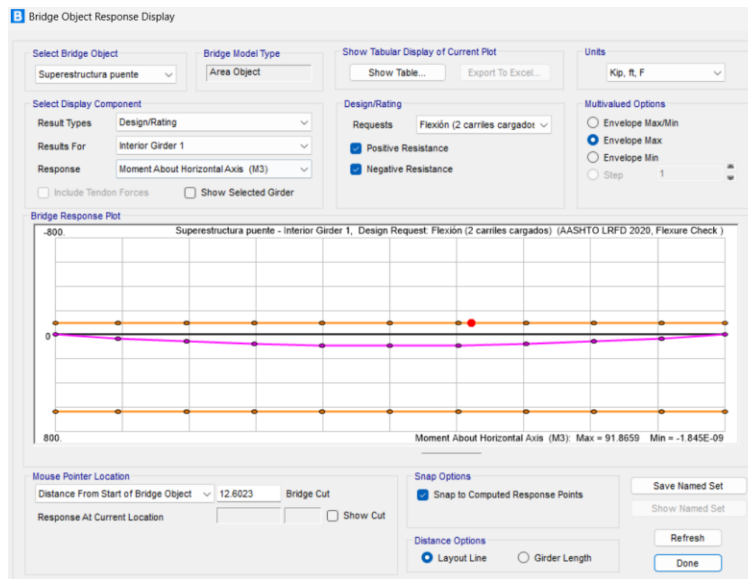 B Bridge Object Response Display
Select Bridge Object
Superestructura puente
Bridge Model Type
Area Object
Show Tabular Display of Current Plot
Show Table...
Export To Excel...
Units
Kip, ft, F
Select Display Component
Result Types
Design/Rating
Results For
Interior Girder 1
Response
Moment About Horizontal Axis (M3)
Include Tendon Forces
Show Selected Girder
Design/Rating
Requests
Flexión (2 carriles cargados
Positive Resistance
Negative Resistance
Multivalued Options
Envelope Max/Min
Envelope Max
Envelope Min
Step
1
Bridge Response Plot
-800.
Superestructura puente - Interior Girder 1, Design Request: Flexión (2 carriles cargados) (AASHTO LRFD 2020, Flexure Check )
0
800.
Moment About Horizontal Axis (M3): Max = 91.8659 Min = -1.845E-09
Mouse Pointer Location
Distance From Start of Bridge Object
12.6023
Bridge Cut
Response At Current Location
Show Cut
Snap Options
Snap to Computed Response Points
Distance Options
Layout Line
Girder Length
Save Named Set
Show Named Set
Refresh
Done